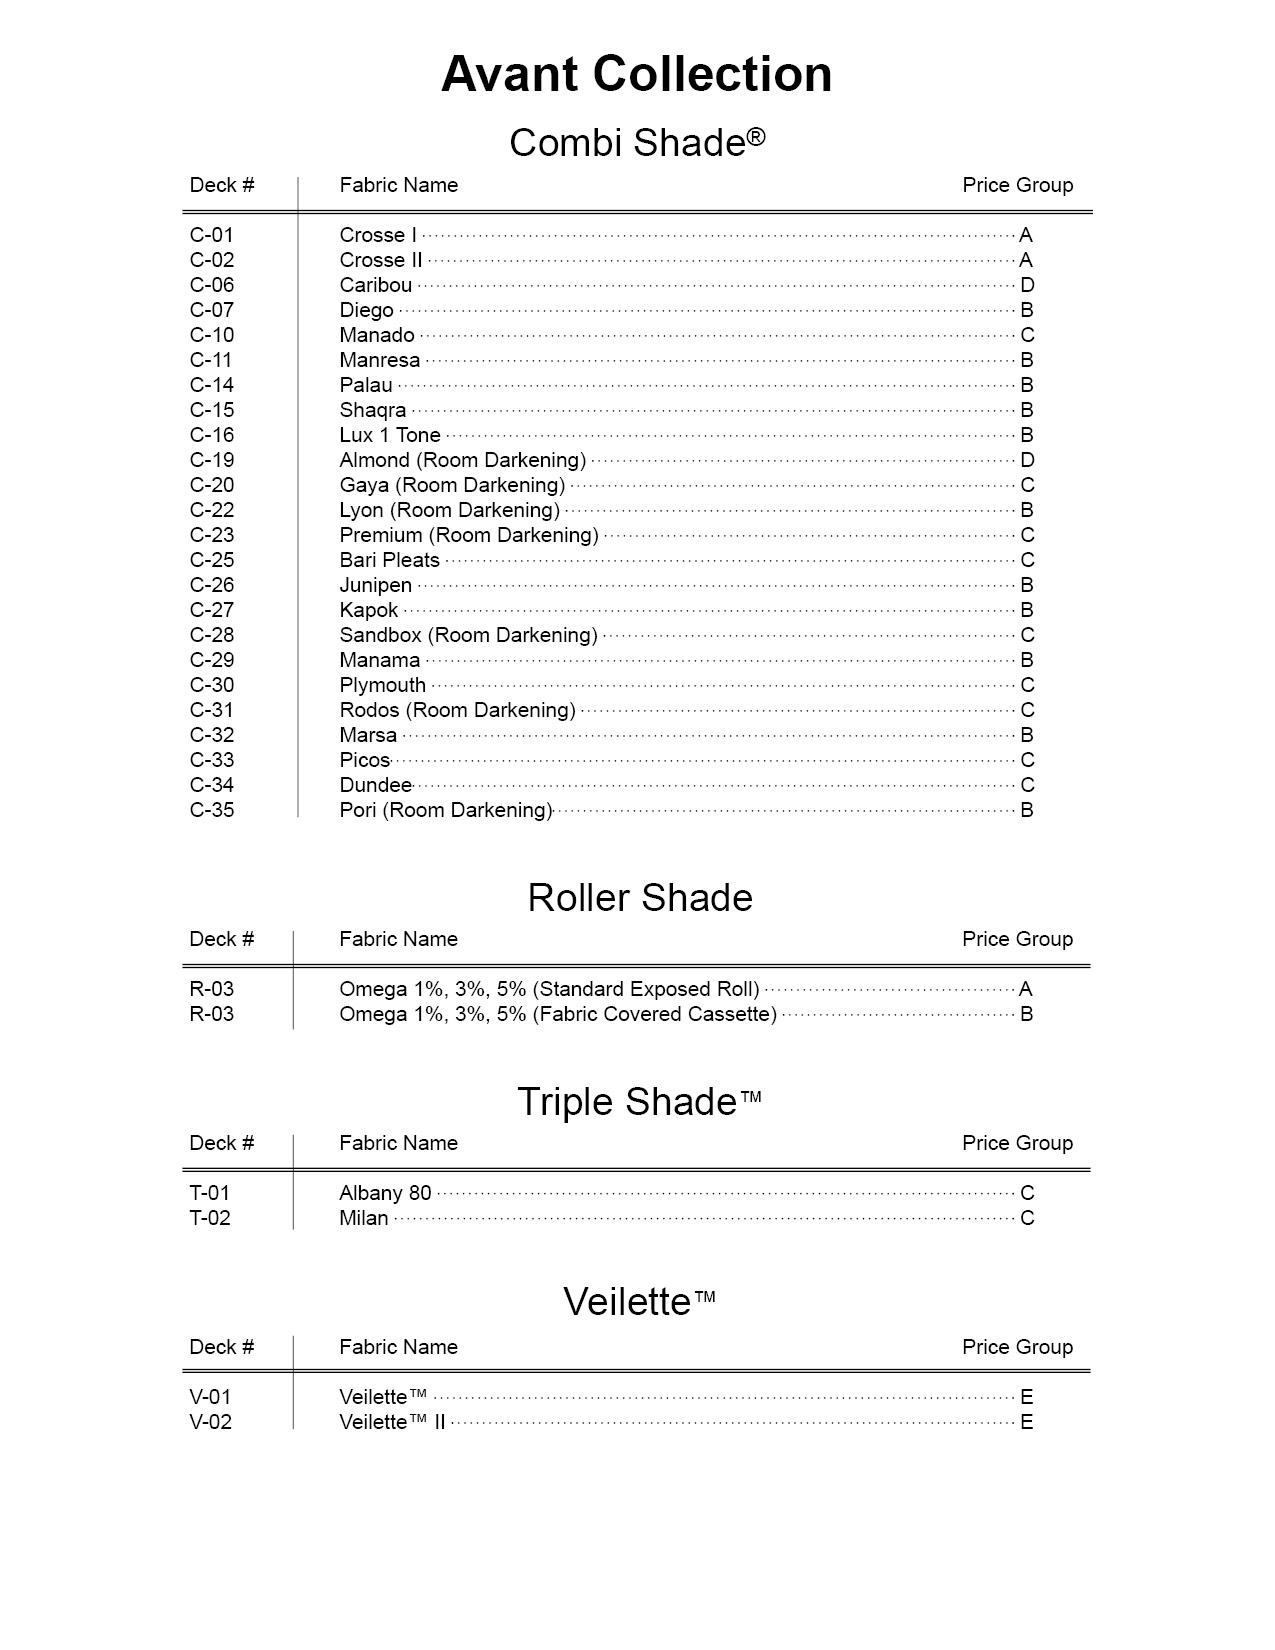 Avant Collection
Combi Shade®
Deck # Fabric Name Price Group
C-01 Crosse I A
C-02 Crosse II A
C-06 Caribou D
C-07 Diego B
C-10 Manado C
C-11 Manresa B
C-14 Palau B
C-15 Shaqra B
C-16 Lux 1 Tone B
C-19 Almond (Room Darkening) D
C-20 Gaya (Room Darkening) C
C-22 Lyon (Room Darkening) B
C-23 Premium (Room Darkening) C
C-25 Bari Pleats C
C-26 Junipen B
C-27 Kapok B
C-28 Sandbox (Room Darkening) C
C-29 Manama B
C-30 Plymouth C
C-31 Rodos (Room Darkening) C
C-32 Marsa B
C-33 Picos C
C-34 Dundee C
C-35 Pori (Room Darkening) B
Roller Shade
Deck # Fabric Name Price Group
R-03 Omega 1%, 3%, 5% (Standard Exposed Roll) A
R-03 Omega 1%, 3%, 5% (Fabric Covered Cassette) B
Triple Shade™
Deck # Fabric Name Price Group
T-01 Albany 80 C
T-02 Milan C
Veilette™
Deck # Fabric Name Price Group
V-01 Veilette™ E
V-02 Veilette™ II E